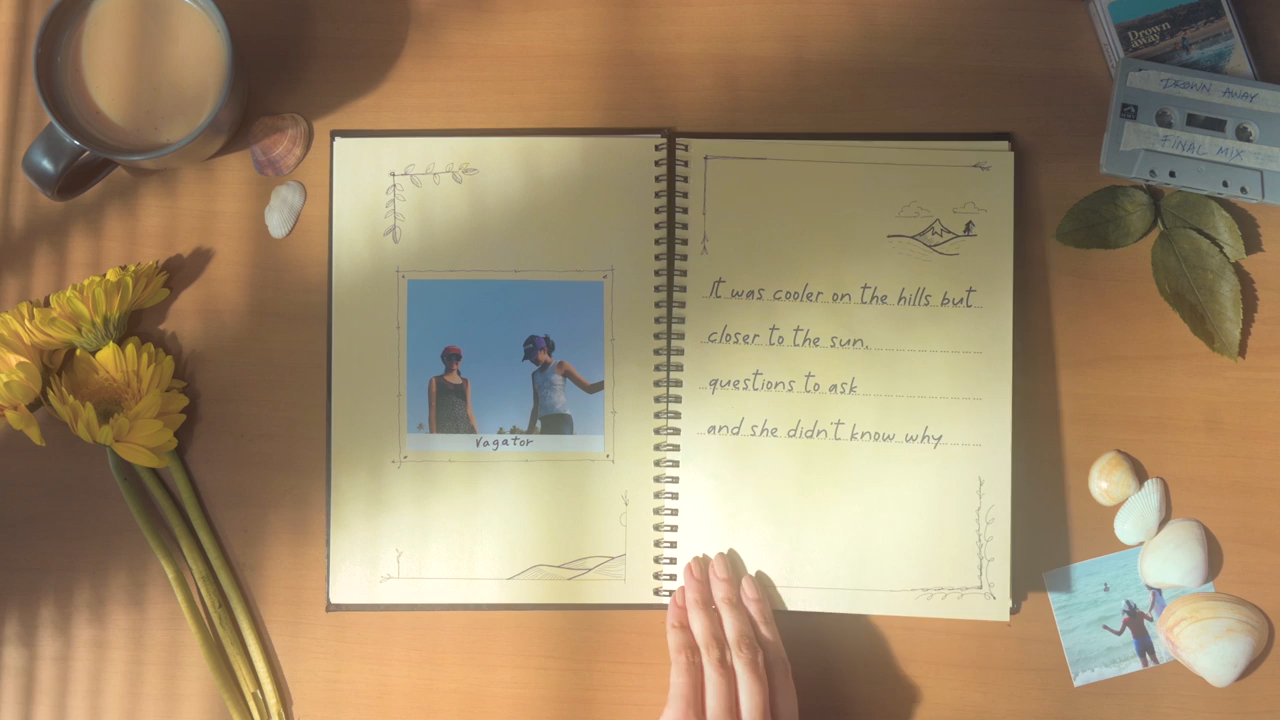 Drown
away
DROWN AWAY
FINAL MIX
Vagator
It was cooler on the hills but
closer to the sun.
questions to ask
and she didn't know why